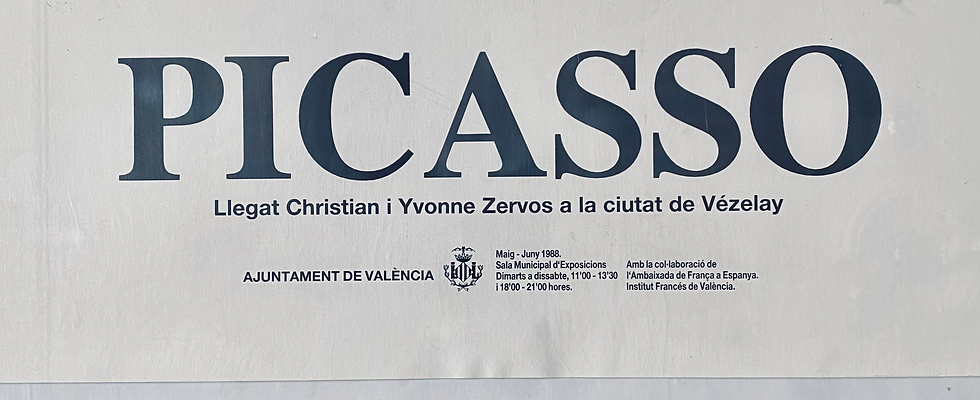 PICASSO
Llegat Christian i Yvonne Zervos a la ciutat de Vézelay
AJUNTAMENT DE VALÈNCIA
Maig - Juny 1988.
Sala Municipal d'Exposicions
Dimarts a dissabte, 11'00 - 13'30
i 18'00 - 21'00 hores.
Amb la col·laboració de
l'Ambaixada de França a Espanya.
Institut Francés de València.